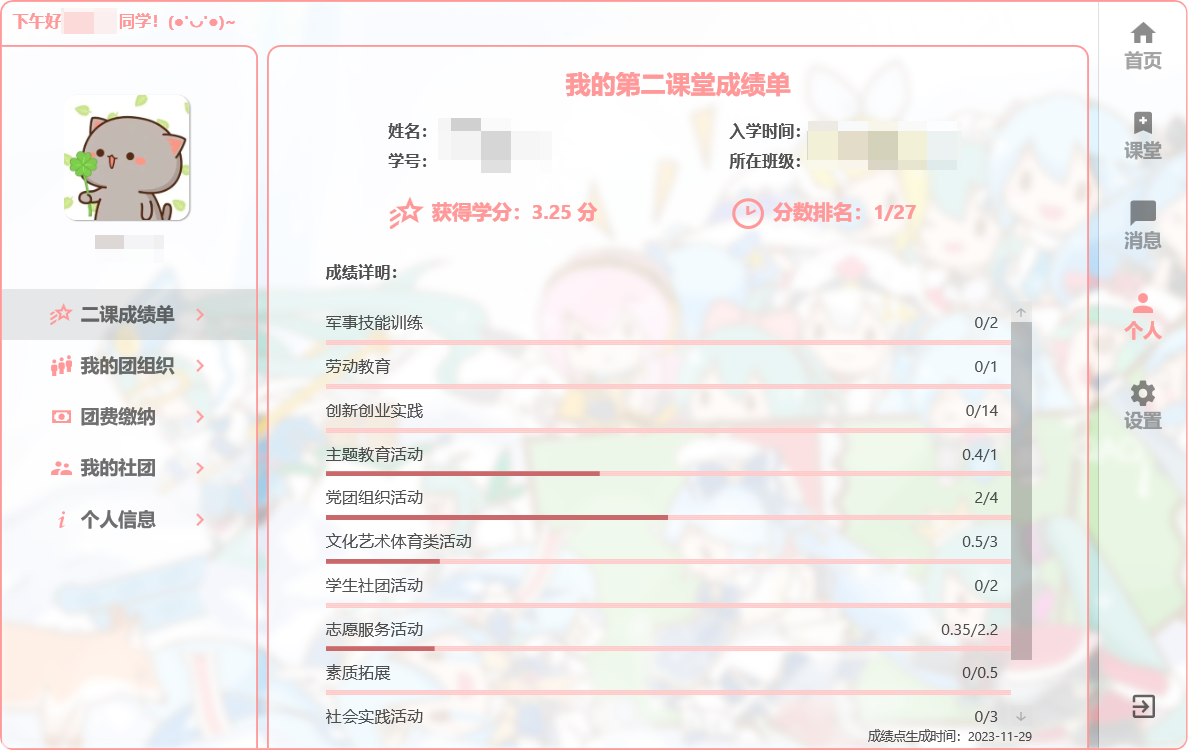 下午好 同学！(●'◡'●)~
首页
课堂
消息
个人
设置
二课成绩单
我的团组织
团费缴纳
我的社团
个人信息
我的第二课堂成绩单
姓名： 入学时间：
学号： 所在班级：
获得学分：3.25 分 分数排名：1/27
成绩详明：
军事技能训练 0/2
劳动教育 0/1
创新创业实践 0/14
主题教育活动 0.4/1
党团组织活动 2/4
文化艺术体育类活动 0.5/3
学生社团活动 0/2
志愿服务活动 0.35/2.2
素质拓展 0/0.5
社会实践活动 0/3
成绩点生成时间：2023-11-29